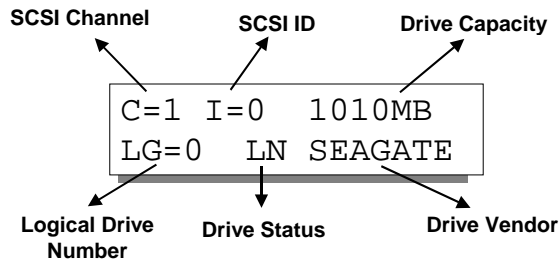 SCSI Channel
SCSI ID
Drive Capacity
C=1 I=0 1010MB
LG=0 LN SEAGATE
Logical Drive
Number
Drive Status
Drive Vendor